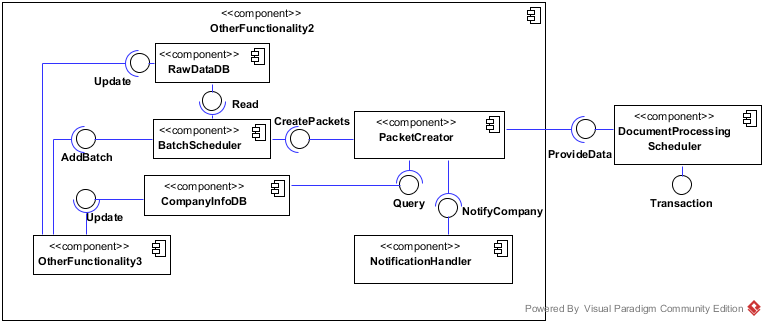 <<component>>
OtherFunctionality2
<<component>>
RawDataDB
Update
Read
<<component>>
BatchScheduler
CreatePackets
<<component>>
PacketCreator
<<component>>
DocumentProcessing
Scheduler
AddBatch
ProvideData
<<component>>
CompanyInfoDB
Update
Query
NotifyCompany
Transaction
<<component>>
OtherFunctionality3
<<component>>
NotificationHandler
Powered By Visual Paradigm Community Edition